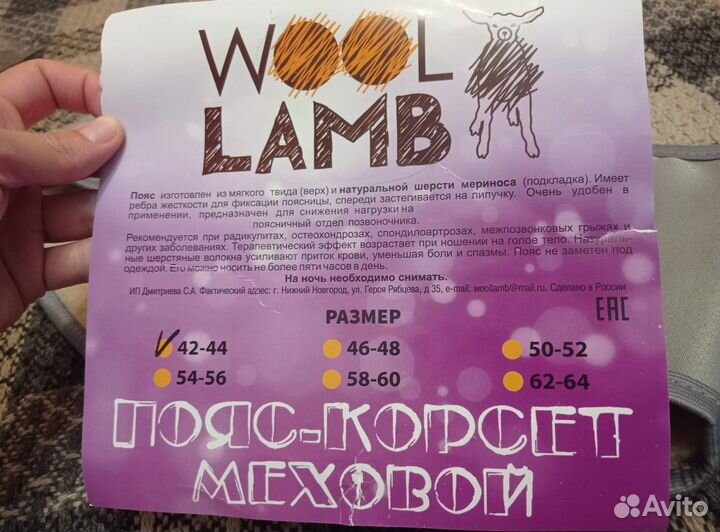 WOOL
LAMB
Пояс изготовлен из мягкого твида (верх) и натуральной шерсти мериноса (подкладка). Имеет
ребра жесткости для фиксации поясницы, спереди застегивается на липучку. Очень удобен в
применении, предназначен для снижения нагрузки на
поясничный отдел позвоночника.
Рекомендуется при радикулитах, остеохондрозах, спондилоартрозах, межпозвонковых грыжах и
других заболеваниях. Терапевтический эффект возрастает при ношении на голое тело. Натураль-
ные шерстяные волокна усиливают приток крови, уменьшая боли и спазмы. Пояс не заметен под
одеждой. Его можно носить не более пяти часов в день.
На ночь необходимо снимать.
ИП Дмитриева С.А. Фактический адрес: г. Нижний Новгород, ул. Героя Рябцева, д 35, e-mail: woollamb@mail.ru. Сделано в России
EAC
РАЗМЕР
42-44 46-48 50-52
54-56 58-60 62-64
ПОЯС-КОРСЕТ
МЕХОВОЙ
Avito